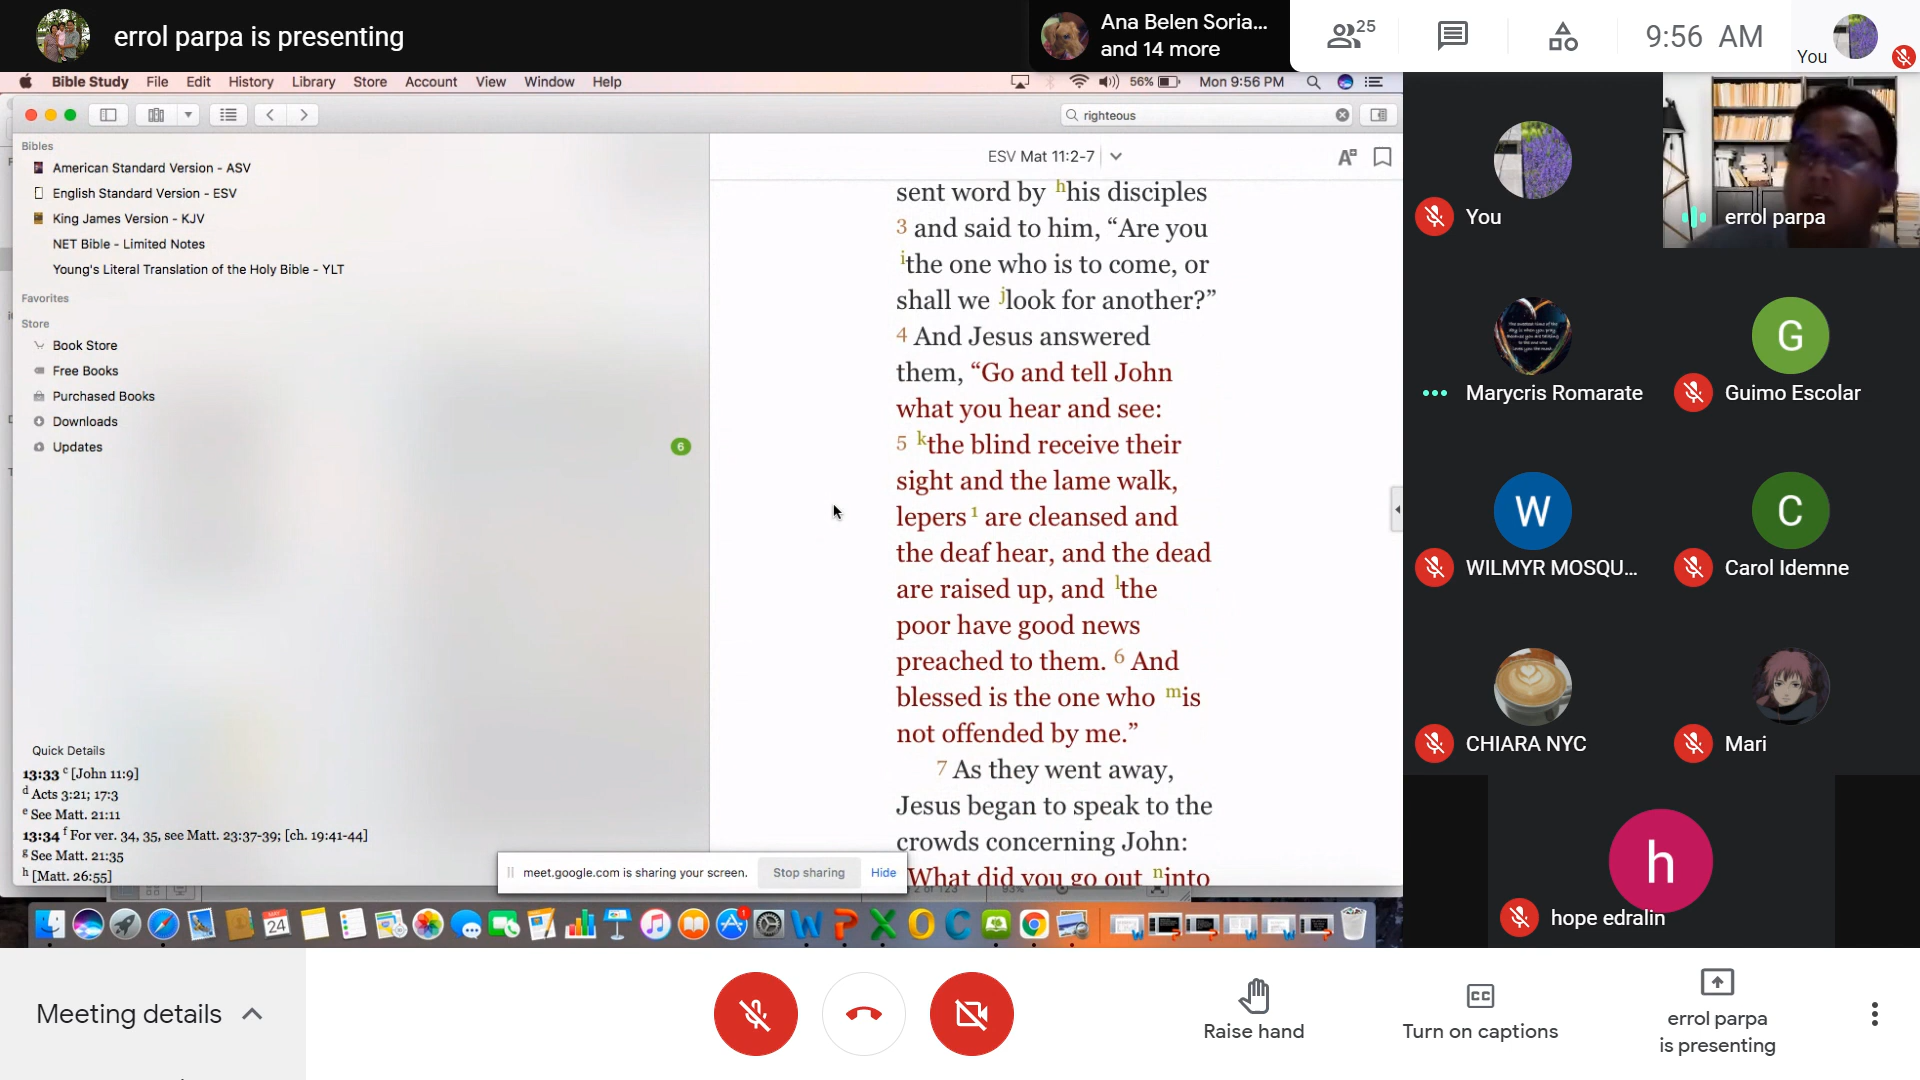 errol parpa is presenting
Ana Belen Soria...
and 14 more
25
9:56 AM
You
Bible Study File Edit History Library Store Account View Window Help
56%
Mon 9:56 PM
righteous
Bibles
American Standard Version - ASV
English Standard Version - ESV
King James Version - KJV
NET Bible - Limited Notes
Young's Literal Translation of the Holy Bible - YLT
Favorites
Store
Book Store
Free Books
Purchased Books
Downloads
Updates
6
Quick Details
13:33 c [John 11:9]
d Acts 3:21; 17:3
e See Matt. 21:11
13:34 f For ver. 34, 35, see Matt. 23:37-39; [ch. 19:41-44]
g See Matt. 21:35
h [Matt. 26:55]
ESV Mat 11:2-7
sent word by h his disciples
3 and said to him, “Are you
i the one who is to come, or
shall we j look for another?”
4 And Jesus answered
them, “Go and tell John
what you hear and see:
5 k the blind receive their
sight and the lame walk,
lepers 1 are cleansed and
the deaf hear, and the dead
are raised up, and l the
poor have good news
preached to them. 6 And
blessed is the one who m is
not offended by me.”
7 As they went away,
Jesus began to speak to the
crowds concerning John:
“What did you go out n into
meet.google.com is sharing your screen.
Stop sharing
Hide
You
errol parpa
Marycris Romarate
G
Guimo Escolar
W
WILMYR MOSQU...
C
Carol Idemne
CHIARA NYC
Mari
h
hope edralin
Meeting details
Raise hand
Turn on captions
errol parpa
is presenting